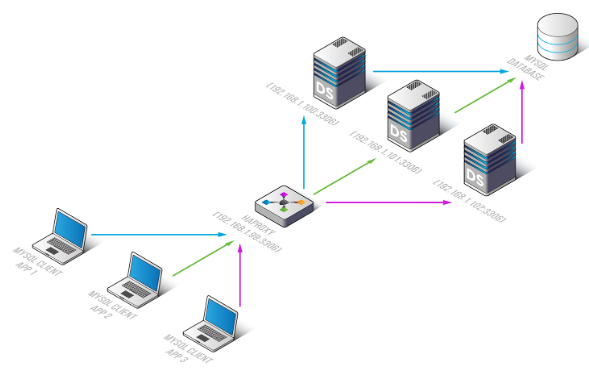 MYSQL
DATABASE
DS
(192.168.1.100:3306)
DS
(192.168.1.101:3306)
DS
(192.168.1.102:3306)
HAPROXY
(192.168.1.99:3306)
MYSQL CLIENT
APP 1
MYSQL CLIENT
APP 2
MYSQL CLIENT
APP 3